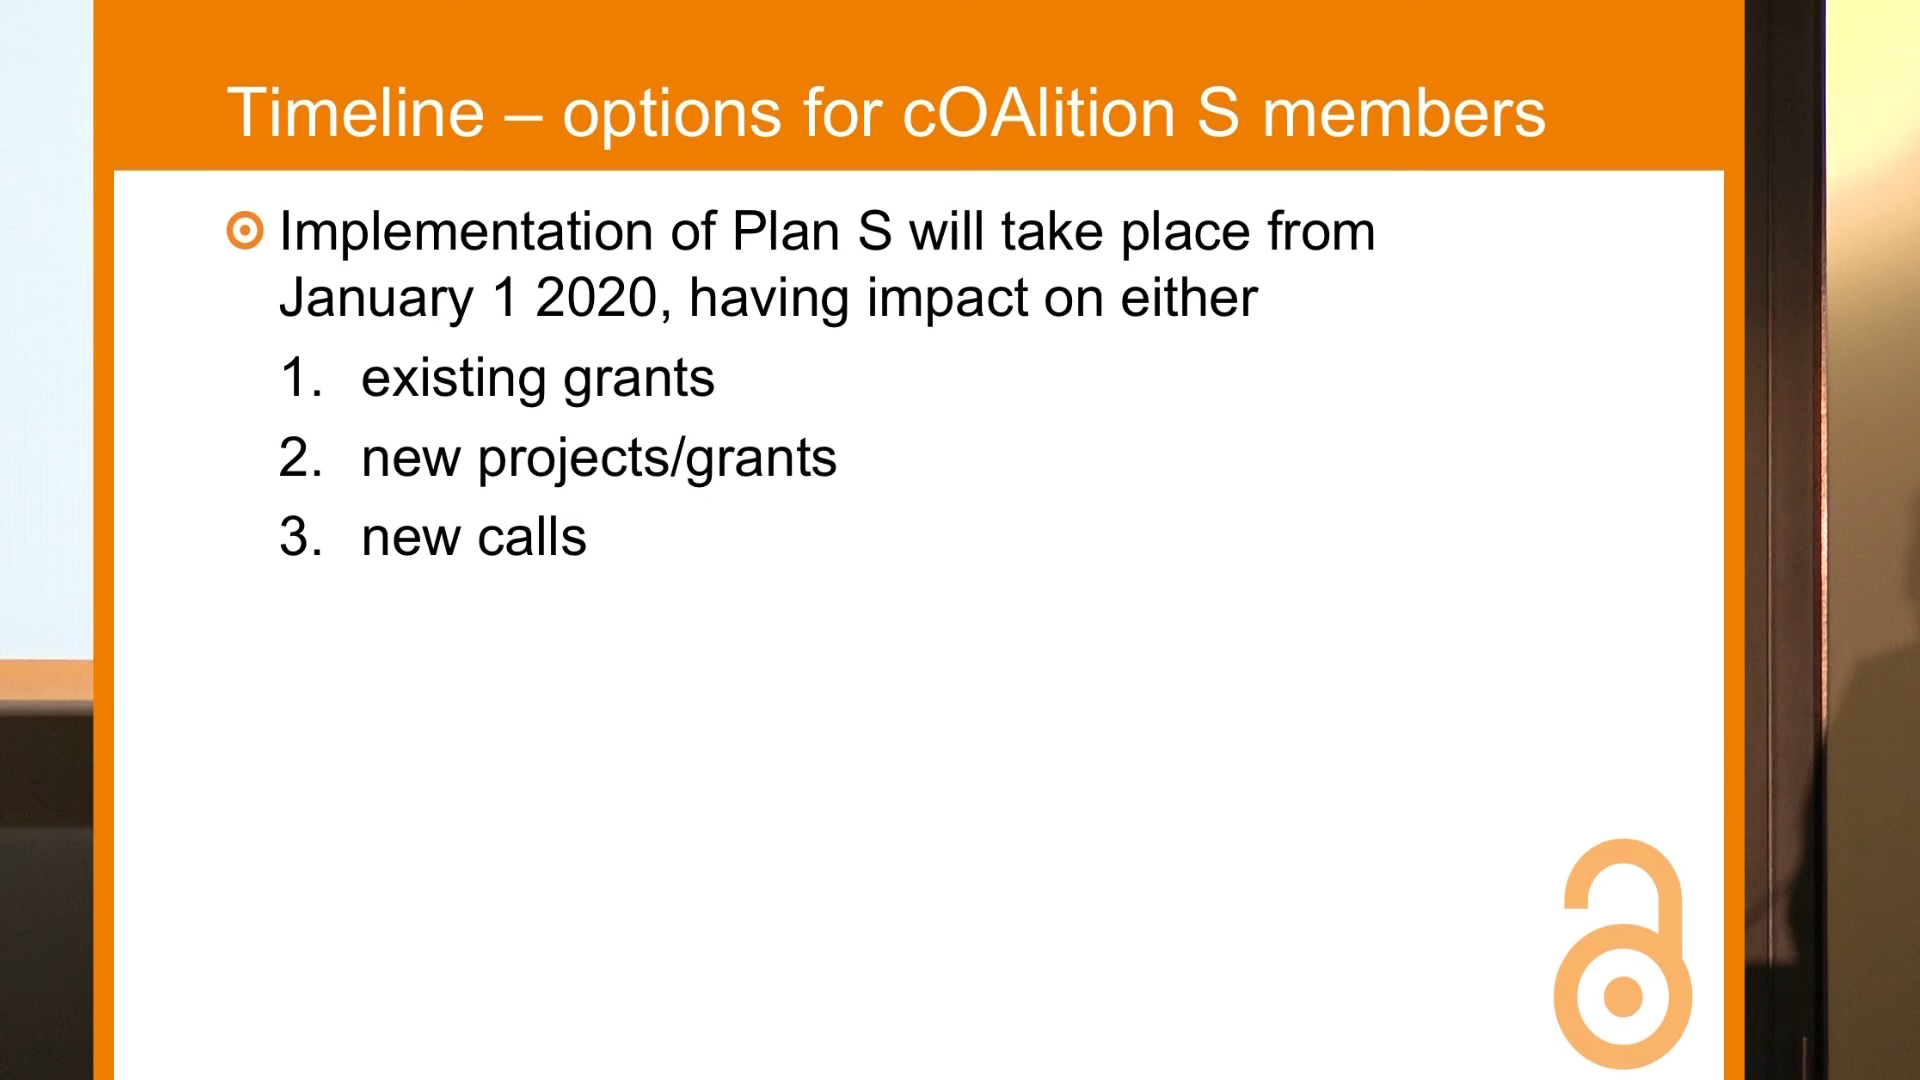 Timeline – options for cOAlition S members
Implementation of Plan S will take place from
January 1 2020, having impact on either
1. existing grants
2. new projects/grants
3. new calls